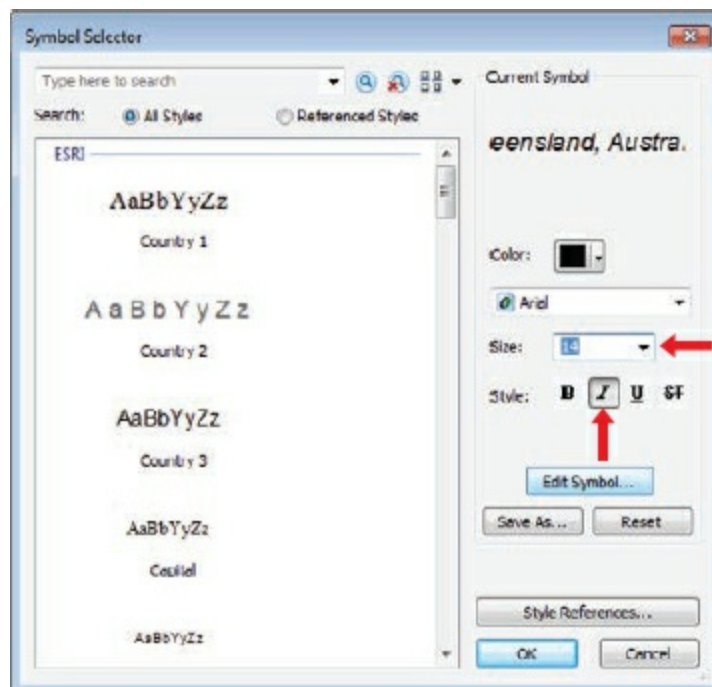 Symbol Selector
Type here to search
Search: All Styles Referenced Styles
ESRI
AaBbYyZz
Country 1
AaBbYyZz
Country 2
AaBbYyZz
Country 3
AaBbYyZz
Capital
AaBbYyZz
Current Symbol
eensland, Austra.
Color:
Arial
Size: 14
Style: B I U ST
Edit Symbol...
Save As... Reset
Style References...
OK Cancel